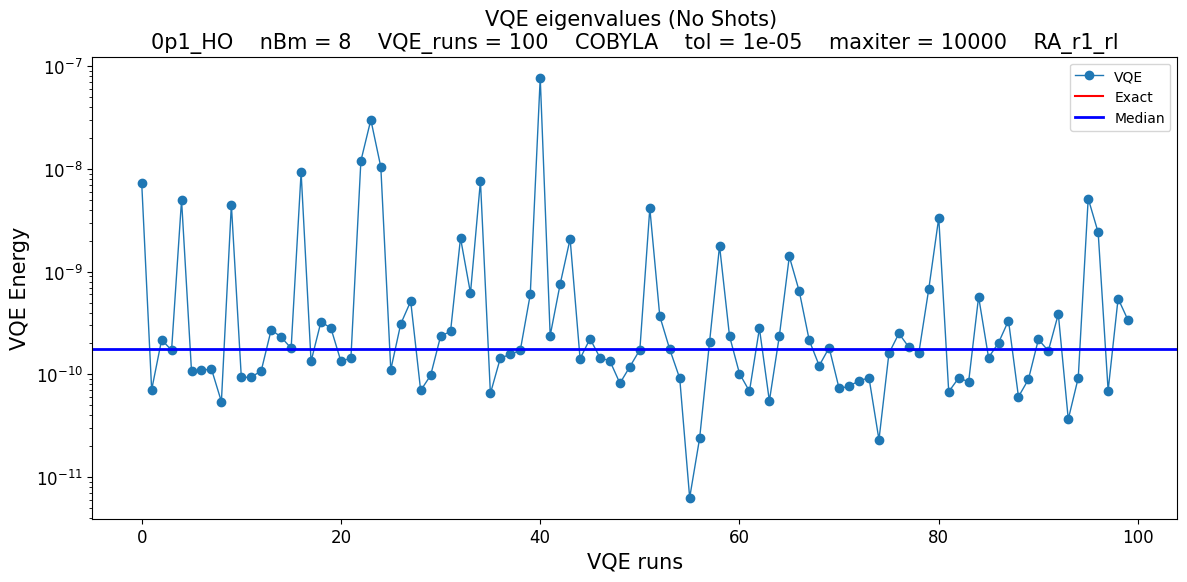 VQE eigenvalues (No Shots)
0p1_HO nBm = 8 VQE_runs = 100 COBYLA tol = 1e-05 maxiter = 10000 RA_r1_rl
VQE
Exact
Median
VQE Energy
10⁻⁷
10⁻⁸
10⁻⁹
10⁻¹⁰
10⁻¹¹
0 20 40 60 80 100
VQE runs